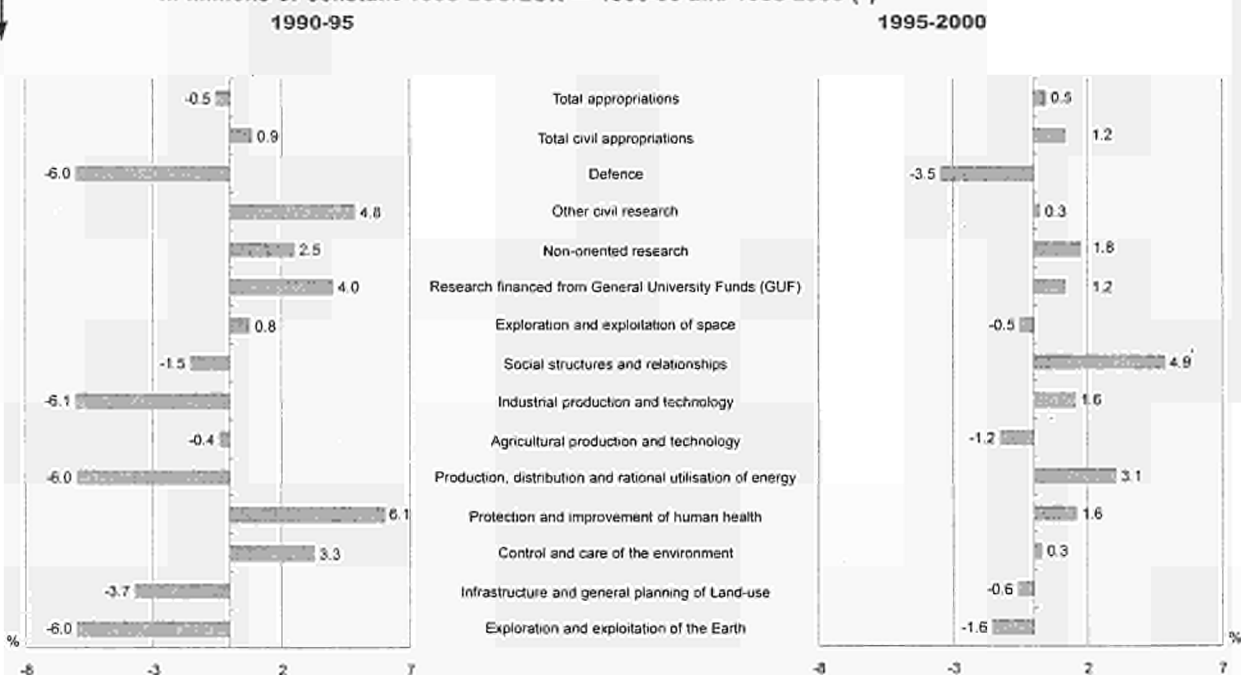 1990-95 1995-2000
-0.5 Total appropriations 0.5
0.9 Total civil appropriations 1.2
-6.0 Defence -3.5
4.8 Other civil research 0.3
2.5 Non-oriented research 1.8
4.0 Research financed from General University Funds (GUF) 1.2
0.8 Exploration and exploitation of space -0.5
-1.5 Social structures and relationships 4.9
-6.1 Industrial production and technology 1.6
-0.4 Agricultural production and technology -1.2
-6.0 Production, distribution and rational utilisation of energy 3.1
6.1 Protection and improvement of human health 1.6
3.3 Control and care of the environment 0.3
-3.7 Infrastructure and general planning of Land-use -0.6
-6.0 Exploration and exploitation of the Earth -1.6
% %
-8 -3 2 7 -8 -3 2 7